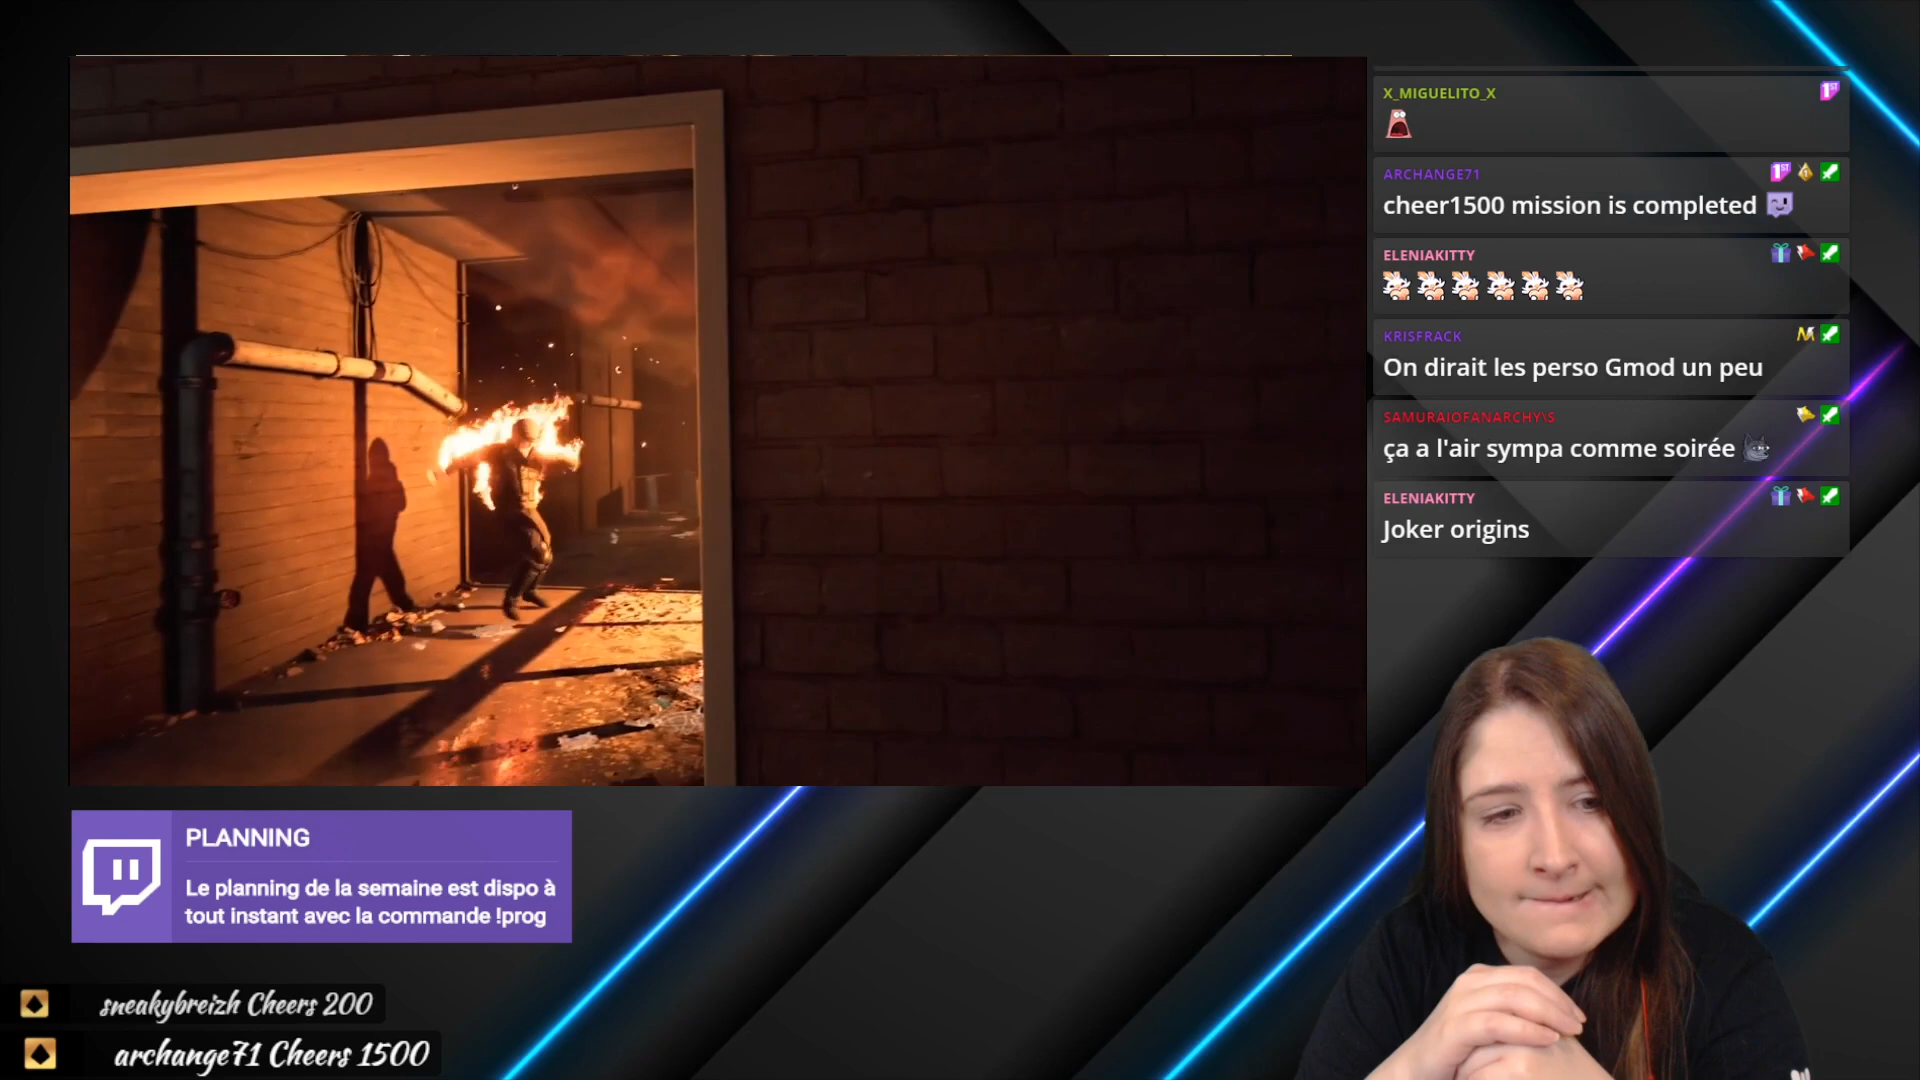 X_MIGUELITO_X
1ST
ARCHANGE71
1ST
cheer1500 mission is completed
ELENIAKITTY
KRISFRACK
On dirait les perso Gmod un peu
SAMURAIOFANARCHY\S
ça a l'air sympa comme soirée
ELENIAKITTY
Joker origins
PLANNING
Le planning de la semaine est dispo à
tout instant avec la commande !prog
sneakybreizh Cheers 200
archange71 Cheers 1500